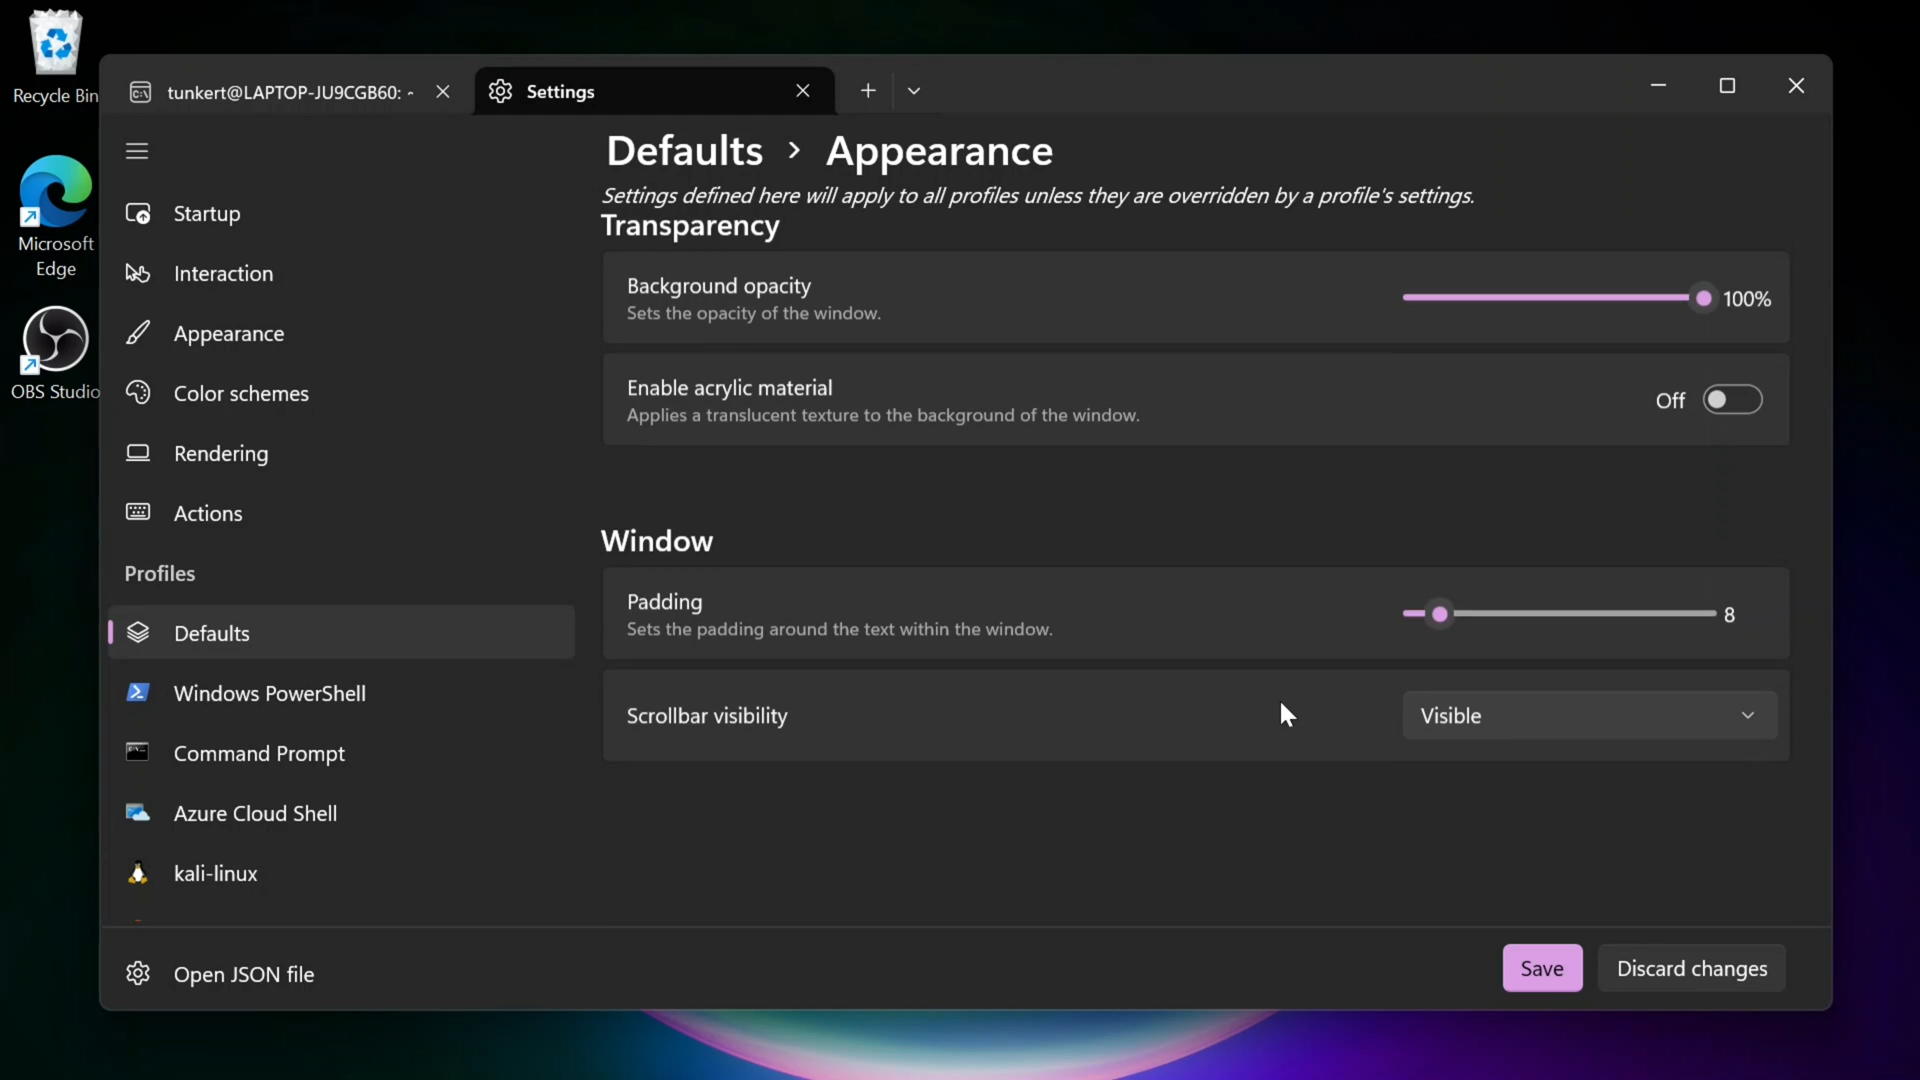 Recycle Bin
Microsoft
Edge
OBS Studio
tunkert@LAPTOP-JU9CGB60: ~
Settings
Startup
Interaction
Appearance
Color schemes
Rendering
Actions
Profiles
Defaults
Windows PowerShell
Command Prompt
Azure Cloud Shell
kali-linux
Open JSON file
Defaults > Appearance
Settings defined here will apply to all profiles unless they are overridden by a profile's settings.
Transparency
Background opacity
Sets the opacity of the window.
100%
Enable acrylic material
Applies a translucent texture to the background of the window.
Off
Window
Padding
Sets the padding around the text within the window.
8
Scrollbar visibility
Visible
Save
Discard changes